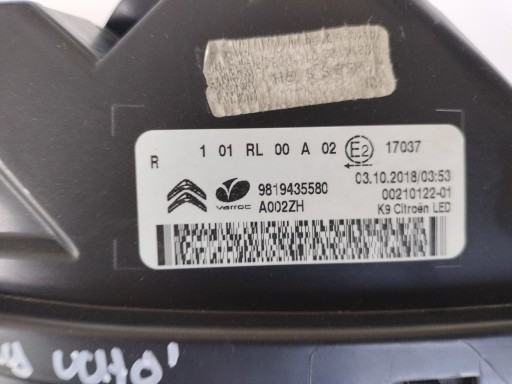 R 1 01 RL 00 A 02 E2 17037
varroc 9819435580 03.10.2018/03:53
A002ZH 00210122-01
K9 Citroën LED